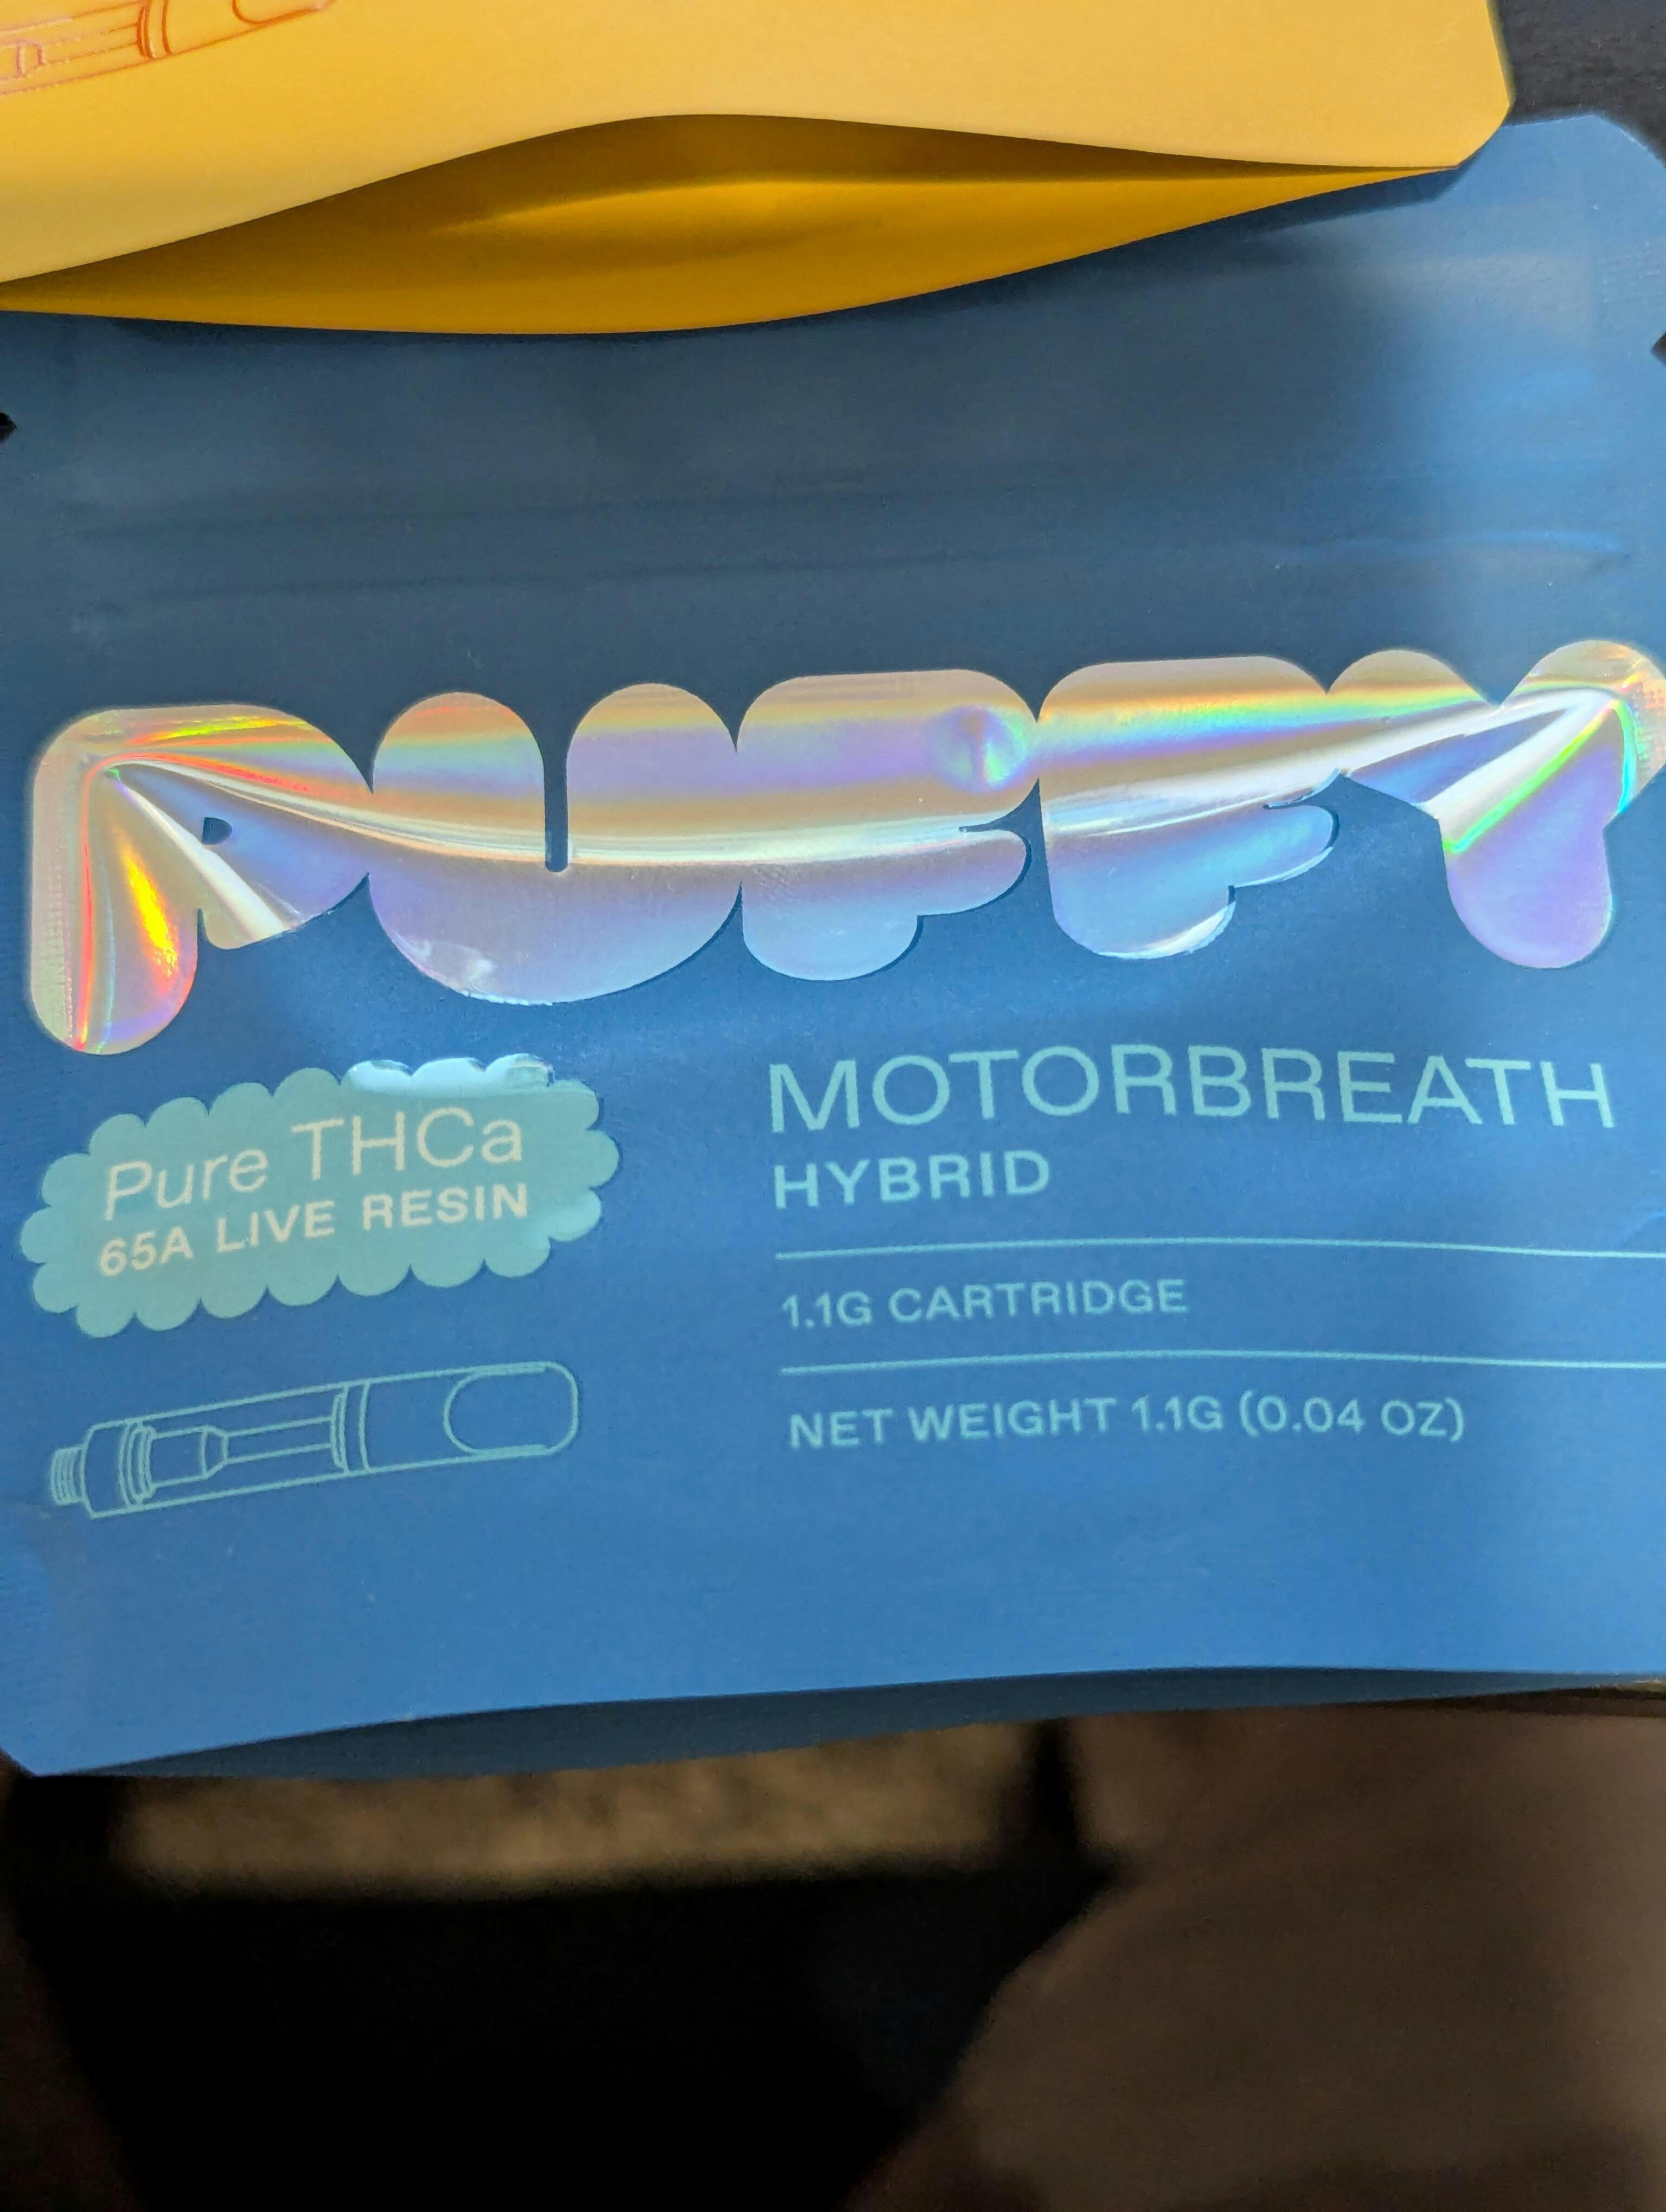 PUFFY
Pure THCa
65A LIVE RESIN
MOTORBREATH
HYBRID
1.1G CARTRIDGE
NET WEIGHT 1.1G (0.04 OZ)